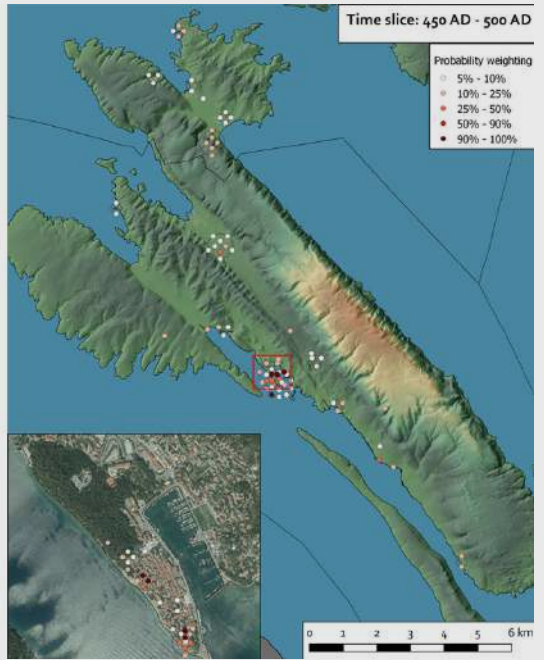 Time slice: 450 AD - 500 AD
Probability weighting
5% - 10%
10% - 25%
25% - 50%
50% - 90%
90% - 100%
0 1 2 3 4 5 6 km